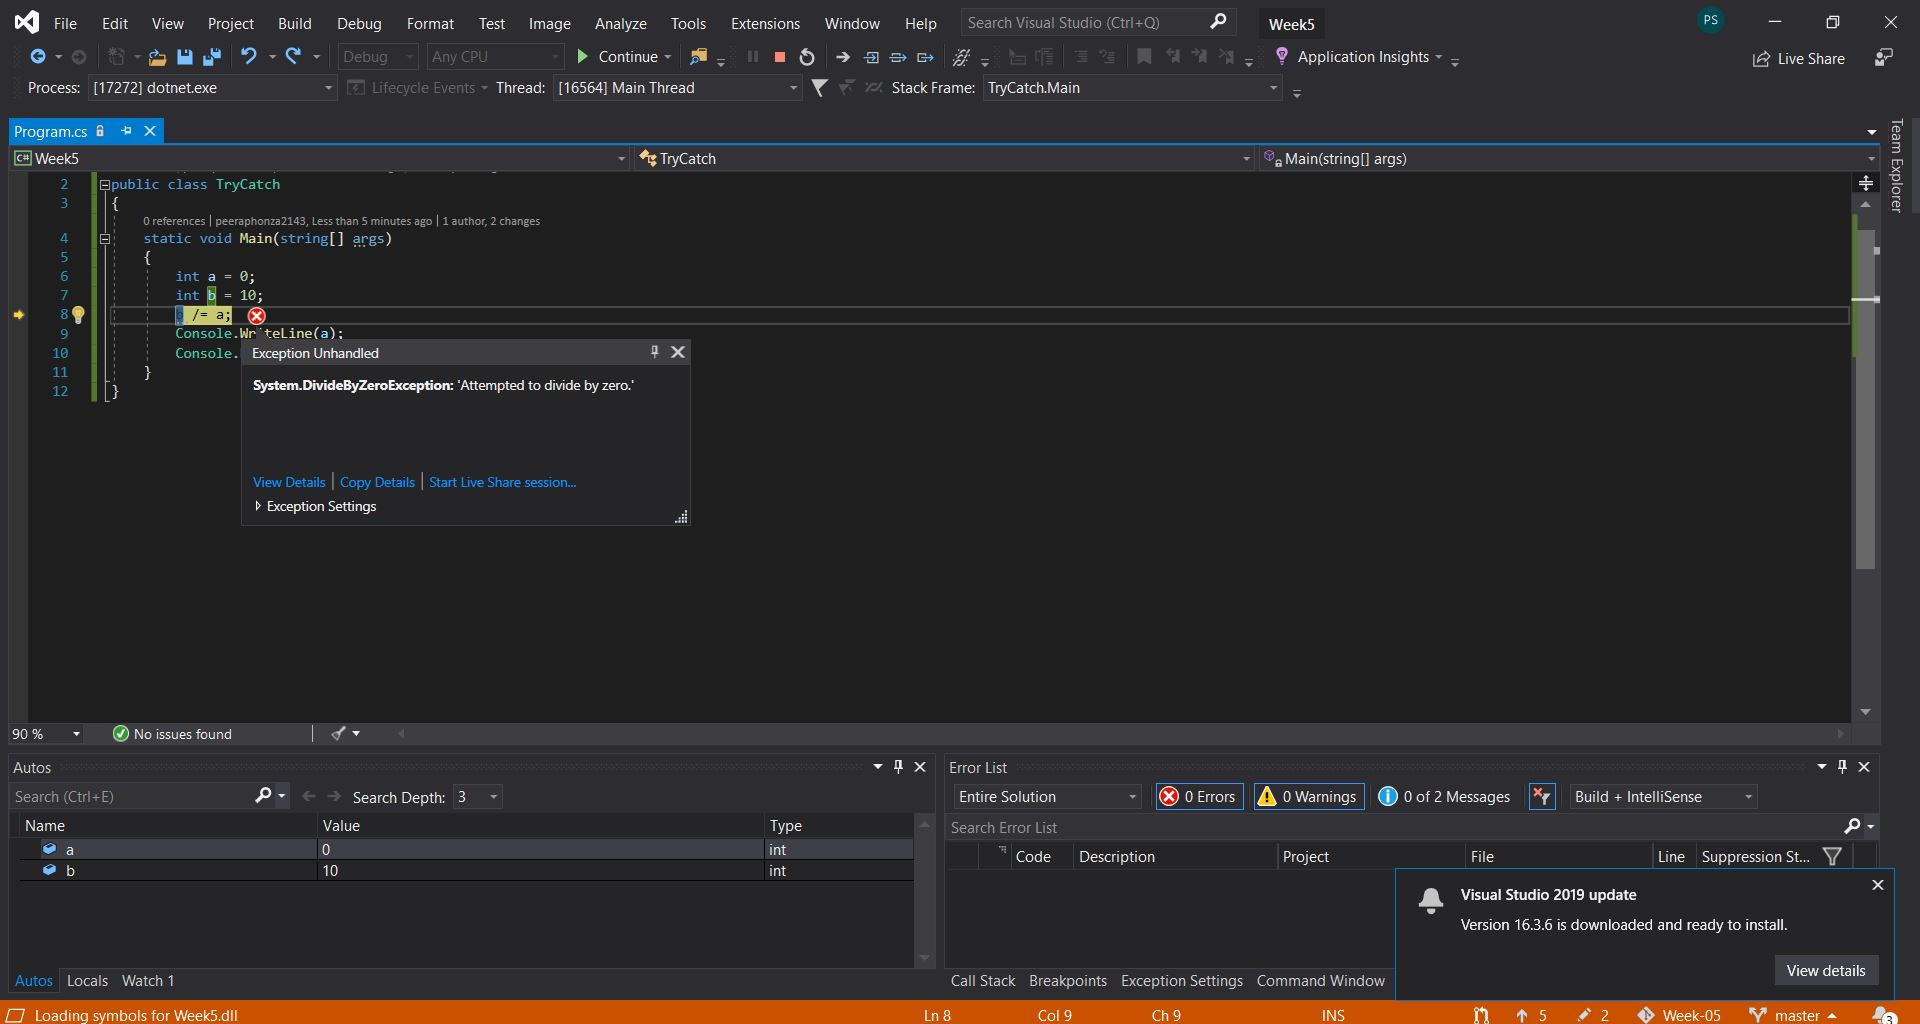 File Edit View Project Build Debug Format Test Image Analyze Tools Extensions Window Help Search Visual Studio (Ctrl+Q) Week5 PS
Debug Any CPU Continue Application Insights Live Share
Process: [17272] dotnet.exe Lifecycle Events Thread: [16564] Main Thread Stack Frame: TryCatch.Main
Program.cs
Team Explorer
C# Week5 TryCatch Main(string[] args)
2 public class TryCatch
3 {
0 references | peeraphonza2143, Less than 5 minutes ago | 1 author, 2 changes
4 static void Main(string[] args)
5 {
6 int a = 0;
7 int b = 10;
8 b /= a;
9 Console.WriteLine(a);
10 Console.
11 }
12 }
Exception Unhandled
System.DivideByZeroException: 'Attempted to divide by zero.'
View Details | Copy Details | Start Live Share session...
Exception Settings
90 % No issues found
Autos
Search (Ctrl+E) Search Depth: 3
Name Value Type
a 0 int
b 10 int
Autos Locals Watch 1
Error List
Entire Solution 0 Errors 0 Warnings 0 of 2 Messages Build + IntelliSense
Search Error List
Code Description Project File Line Suppression St...
Visual Studio 2019 update
Version 16.3.6 is downloaded and ready to install.
View details
Call Stack Breakpoints Exception Settings Command Window
Loading symbols for Week5.dll Ln 8 Col 9 Ch 9 INS 5 2 Week-05 master 3